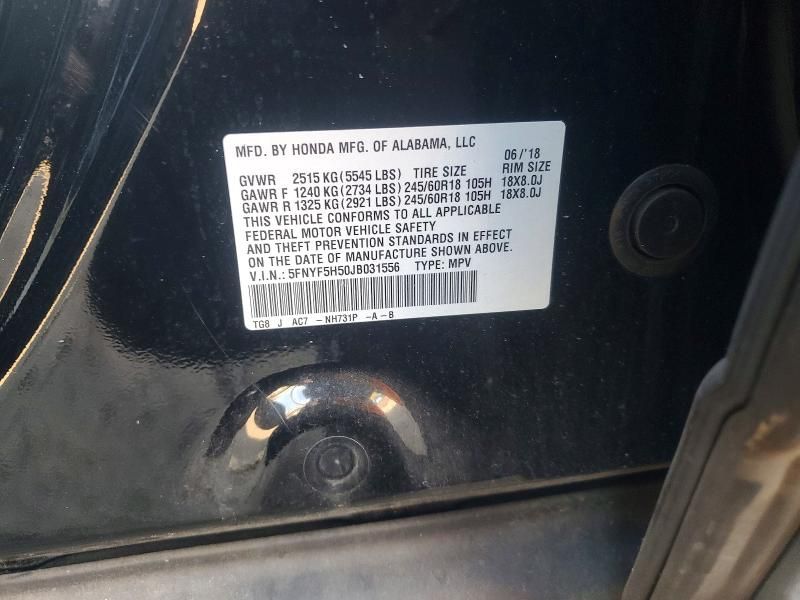 MFD. BY HONDA MFG. OF ALABAMA, LLC 06/'18
GVWR 2515 KG(5545 LBS) TIRE SIZE RIM SIZE
GAWR F 1240 KG(2734 LBS)245/60R18 105H 18X8.0J
GAWR R 1325 KG(2921 LBS)245/60R18 105H 18X8.0J
THIS VEHICLE CONFORMS TO ALL APPLICABLE
FEDERAL MOTOR VEHICLE SAFETY
AND THEFT PREVENTION STANDARDS IN EFFECT
ON THE DATE OF MANUFACTURE SHOWN ABOVE.
V.I.N.: 5FNYF5H50JB031556 TYPE: MPV
TG8 J AC7 -NH731P -A-B